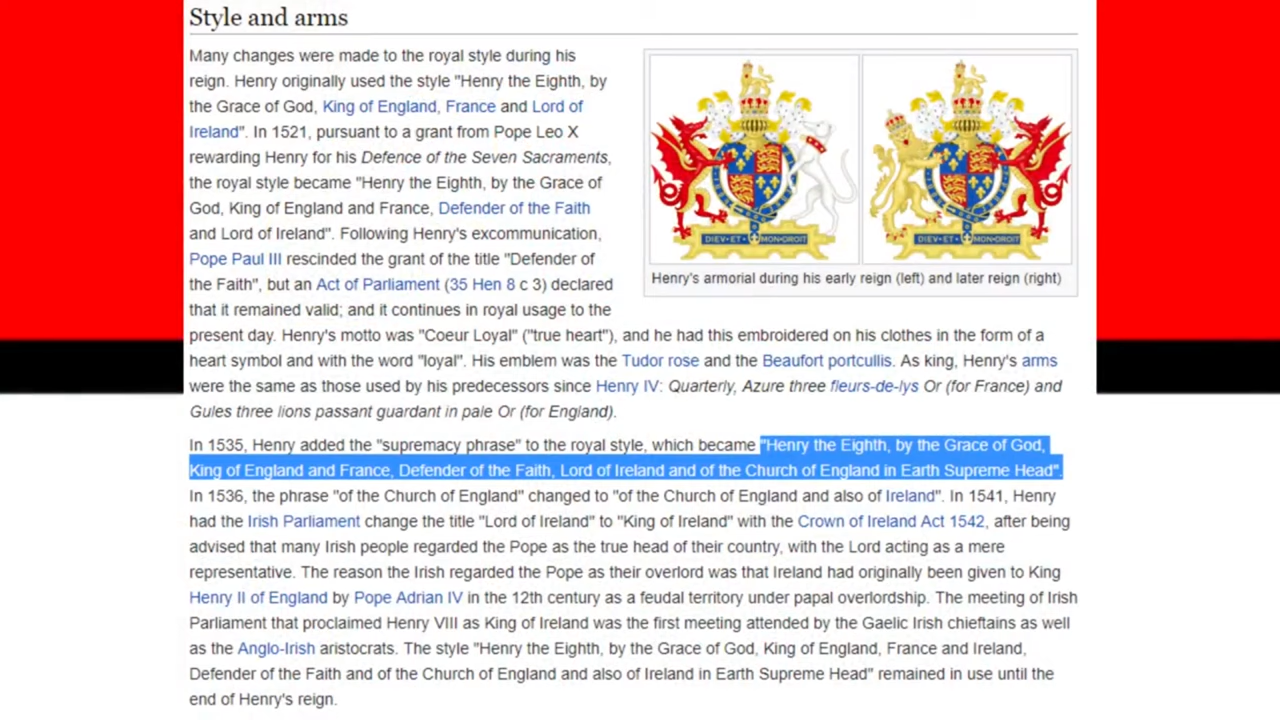 Style and arms
Many changes were made to the royal style during his
reign. Henry originally used the style "Henry the Eighth, by
the Grace of God, King of England, France and Lord of
Ireland". In 1521, pursuant to a grant from Pope Leo X
rewarding Henry for his Defence of the Seven Sacraments,
the royal style became "Henry the Eighth, by the Grace of
God, King of England and France, Defender of the Faith
and Lord of Ireland". Following Henry's excommunication,
Pope Paul III rescinded the grant of the title "Defender of
the Faith", but an Act of Parliament (35 Hen 8 c 3) declared
that it remained valid; and it continues in royal usage to the
present day. Henry's motto was "Coeur Loyal" ("true heart"), and he had this embroidered on his clothes in the form of a
heart symbol and with the word "loyal". His emblem was the Tudor rose and the Beaufort portcullis. As king, Henry's arms
were the same as those used by his predecessors since Henry IV: Quarterly, Azure three fleurs-de-lys Or (for France) and
Gules three lions passant guardant in pale Or (for England).
DIEV·ET MON·DROIT
DIEV·ET MON·DROIT
Henry's armorial during his early reign (left) and later reign (right)
In 1535, Henry added the "supremacy phrase" to the royal style, which became "Henry the Eighth, by the Grace of God,
King of England and France, Defender of the Faith, Lord of Ireland and of the Church of England in Earth Supreme Head".
In 1536, the phrase "of the Church of England" changed to "of the Church of England and also of Ireland". In 1541, Henry
had the Irish Parliament change the title "Lord of Ireland" to "King of Ireland" with the Crown of Ireland Act 1542, after being
advised that many Irish people regarded the Pope as the true head of their country, with the Lord acting as a mere
representative. The reason the Irish regarded the Pope as their overlord was that Ireland had originally been given to King
Henry II of England by Pope Adrian IV in the 12th century as a feudal territory under papal overlordship. The meeting of Irish
Parliament that proclaimed Henry VIII as King of Ireland was the first meeting attended by the Gaelic Irish chieftains as well
as the Anglo-Irish aristocrats. The style "Henry the Eighth, by the Grace of God, King of England, France and Ireland,
Defender of the Faith and of the Church of England and also of Ireland in Earth Supreme Head" remained in use until the
end of Henry's reign.